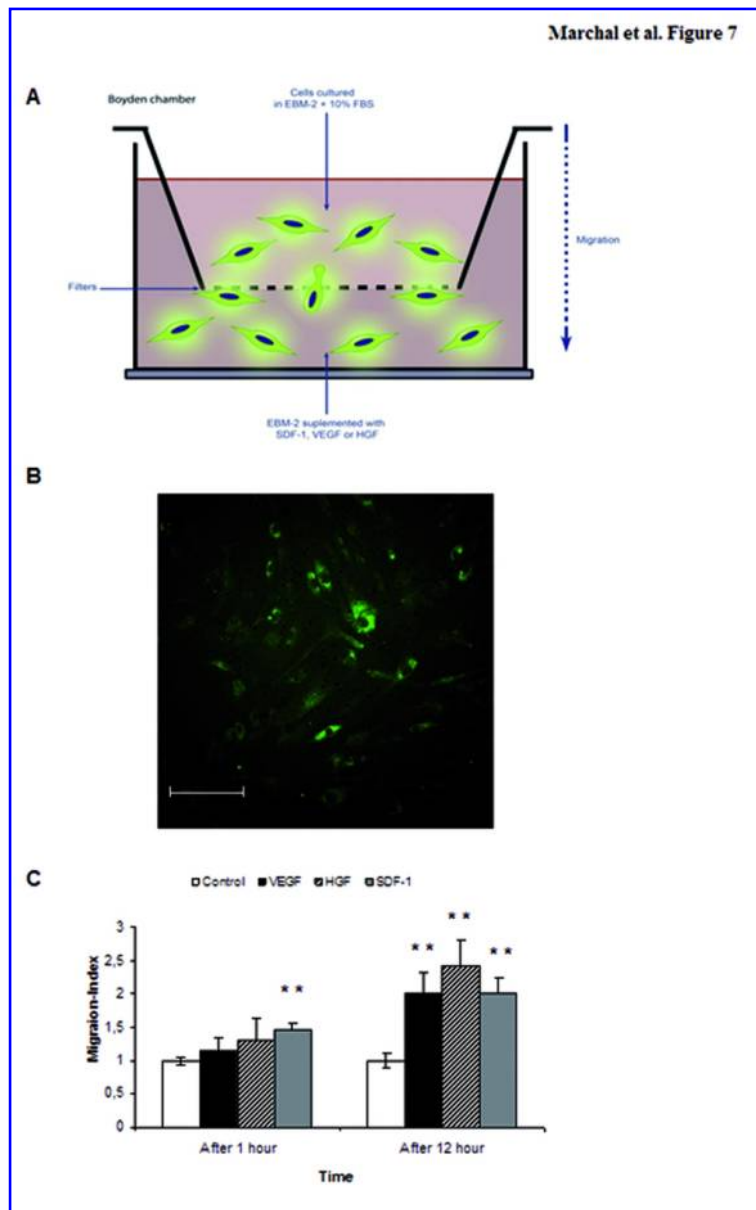 Marchal et al. Figure 7
A
Boyden chamber
Cells cultured
in EBM-2 + 10% FBS
Migration
Filters
EBM-2 suplemented with
SDF-1, VEGF or HGF
B
C
Control VEGF HGF SDF-1
3
2,5
2
1,5
1
0,5
0
Migraion-Index
* *
* *
* *
* *
After 1 hour
After 12 hour
Time